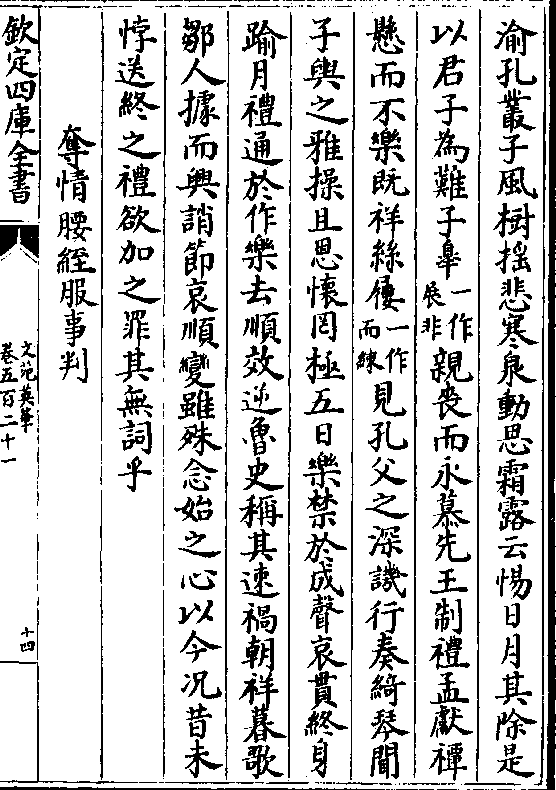 渝孔叢子風樹揺悲寒泉動思霜露云惕日月其除是
以君子為難子臯一作展非親喪而永慕先王制禮孟獻禫
懸而不樂既祥絲屨一作而練見孔父之深譏行奏綺琴聞
子輿之雅操且思懐罔極五日樂禁於成聲哀貫終身
踰月禮通於作樂去順效逆魯史稱其速禍朝祥暮歌
鄒人據而興誚節哀順變雖殊念始之心以今况昔未
悖送終之禮欲加之罪其無詞乎
奪情腰絰服事判
欽定四庫全書
文苑英華
卷五百二十一
十四